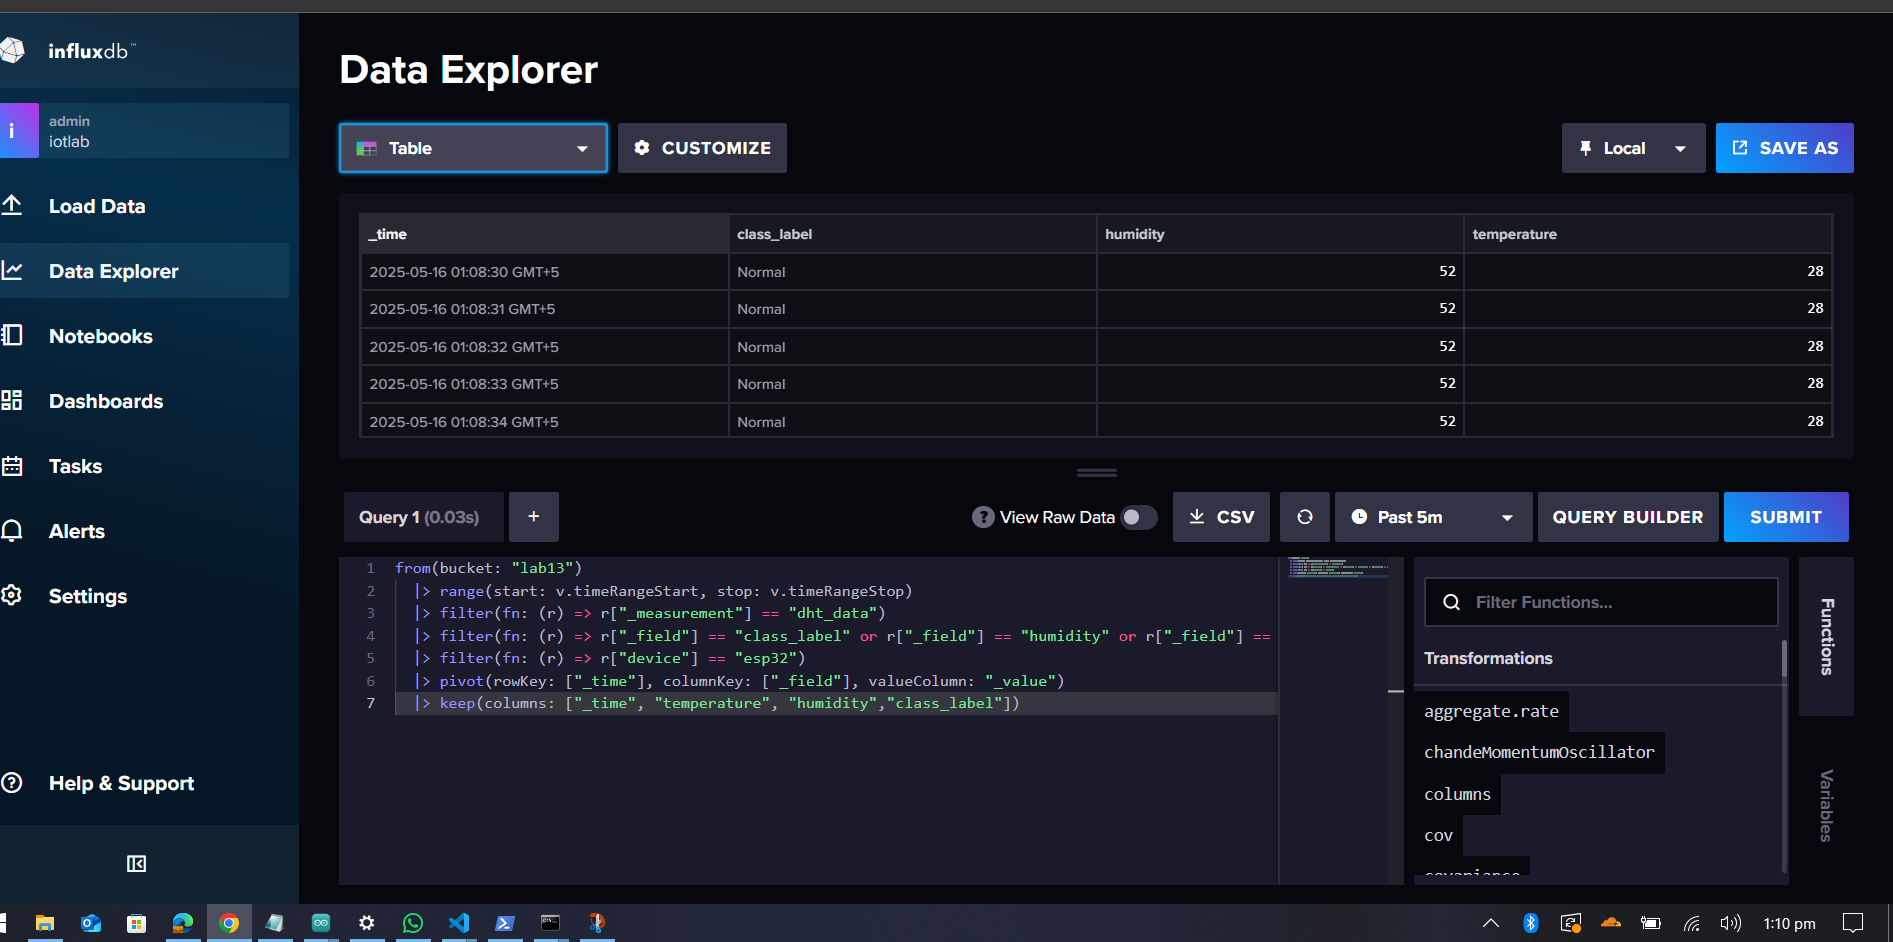 influxdb™
i
admin
iotlab
Load Data
Data Explorer
Notebooks
Dashboards
Tasks
Alerts
Settings
Help & Support
Data Explorer
Table
CUSTOMIZE
Local
SAVE AS
_time class_label humidity temperature
2025-05-16 01:08:30 GMT+5 Normal 52 28
2025-05-16 01:08:31 GMT+5 Normal 52 28
2025-05-16 01:08:32 GMT+5 Normal 52 28
2025-05-16 01:08:33 GMT+5 Normal 52 28
2025-05-16 01:08:34 GMT+5 Normal 52 28
Query 1 (0.03s)
+
? View Raw Data
CSV
Past 5m
QUERY BUILDER
SUBMIT
1 from(bucket: "lab13")
2 |> range(start: v.timeRangeStart, stop: v.timeRangeStop)
3 |> filter(fn: (r) => r["_measurement"] == "dht_data")
4 |> filter(fn: (r) => r["_field"] == "class_label" or r["_field"] == "humidity" or r["_field"] ==
5 |> filter(fn: (r) => r["device"] == "esp32")
6 |> pivot(rowKey: ["_time"], columnKey: ["_field"], valueColumn: "_value")
7 |> keep(columns: ["_time", "temperature", "humidity","class_label"])
Filter Functions...
Transformations
aggregate.rate
chandeMomentumOscillator
columns
cov
covariance
Functions
Variables
1:10 pm